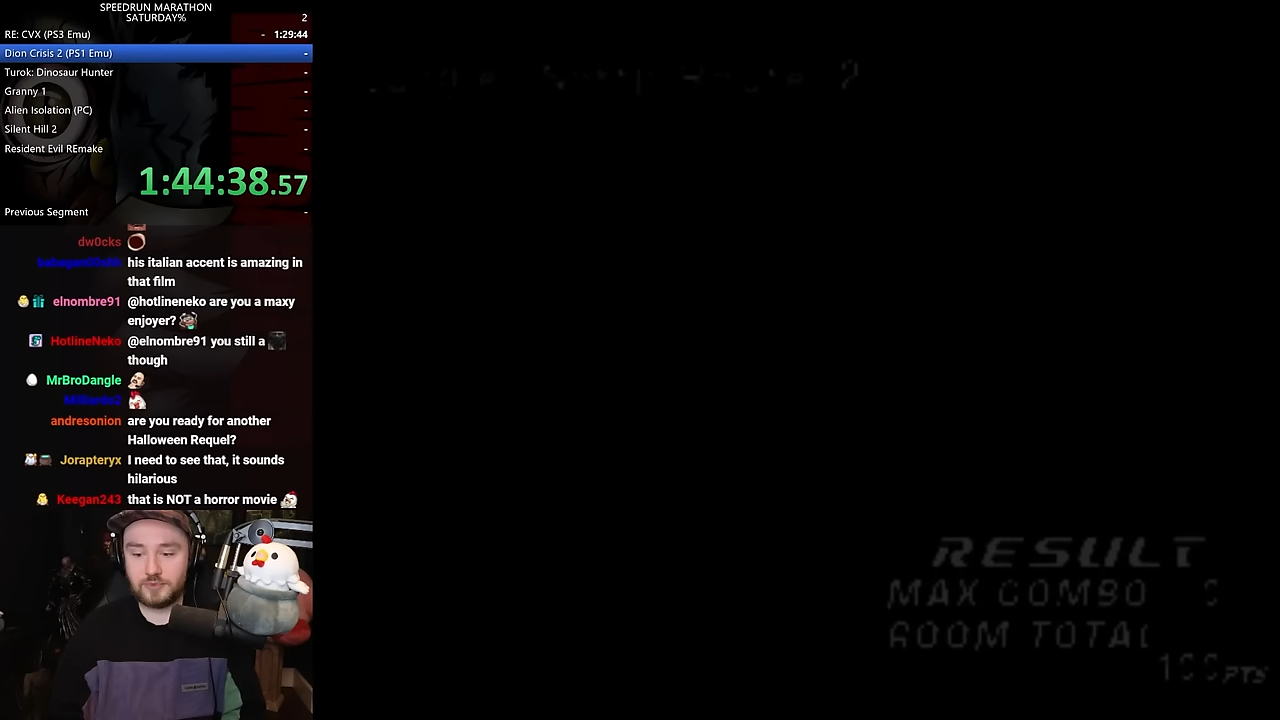 SPEEDRUN MARATHON
SATURDAY%
2
RE: CVX (PS3 Emu) - 1:29:44
Dion Crisis 2 (PS1 Emu) -
Turok: Dinosaur Hunter -
Granny 1 -
Alien Isolation (PC) -
Silent Hill 2 -
Resident Evil REmake -
1:44:38.57
Previous Segment -
dw0cks
his italian accent is amazing in
that film
elnombre91 @hotlineneko are you a maxy
enjoyer?
HotlineNeko @elnombre91 you still a
though
MrBroDangle
andresonion are you ready for another
Halloween Requel?
Jorapteryx I need to see that, it sounds
hilarious
Keegan243 that is NOT a horror movie
RESULT
MAX COMBO
ROOM TOTAL
100PTS